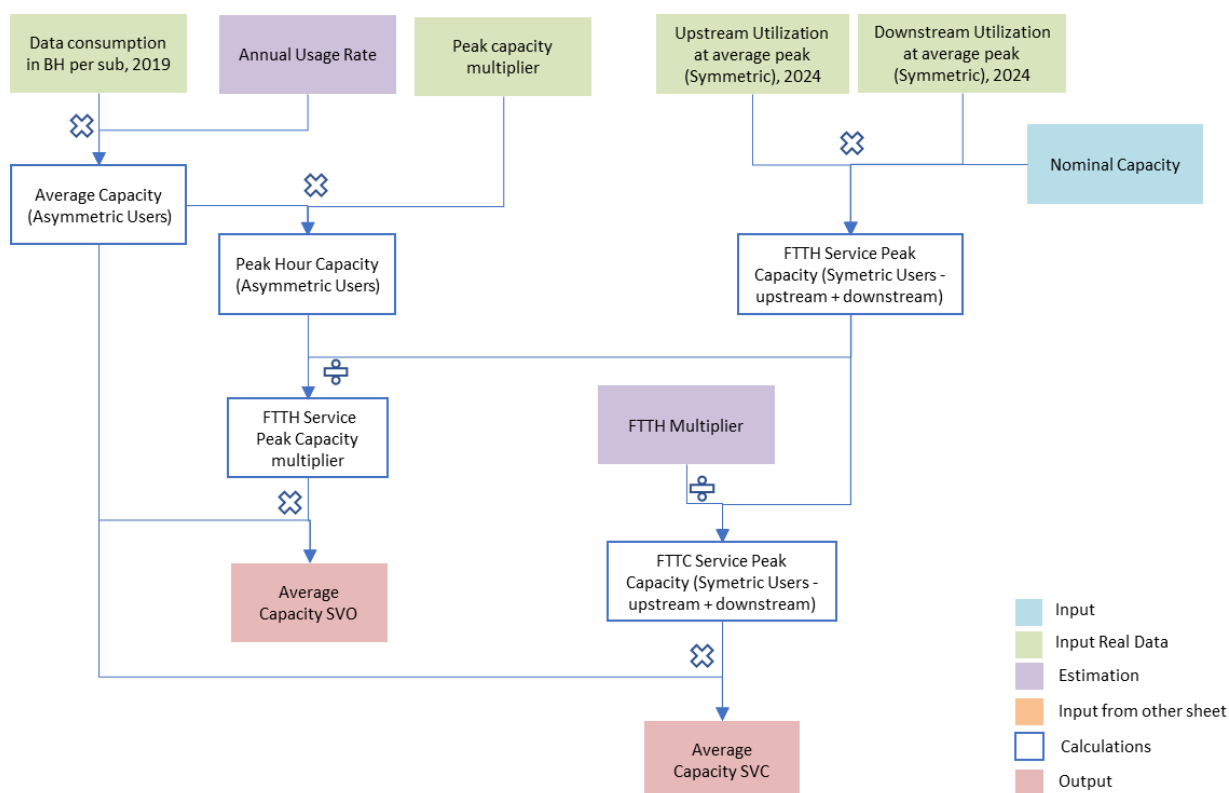 Data consumption
in BH per sub, 2019
Annual Usage Rate
Peak capacity
multiplier
Upstream Utilization
at average peak
(Symmetric), 2024
Downstream Utilization
at average peak
(Symmetric), 2024
Nominal Capacity
Average Capacity
(Asymmetric Users)
Peak Hour Capacity
(Asymmetric Users)
FTTH Service Peak
Capacity (Symetric Users -
upstream + downstream)
FTTH Service
Peak Capacity
multiplier
FTTH Multiplier
FTTC Service Peak
Capacity (Symetric Users -
upstream + downstream)
Average
Capacity SVO
Average
Capacity SVC
Input
Input Real Data
Estimation
Input from other sheet
Calculations
Output